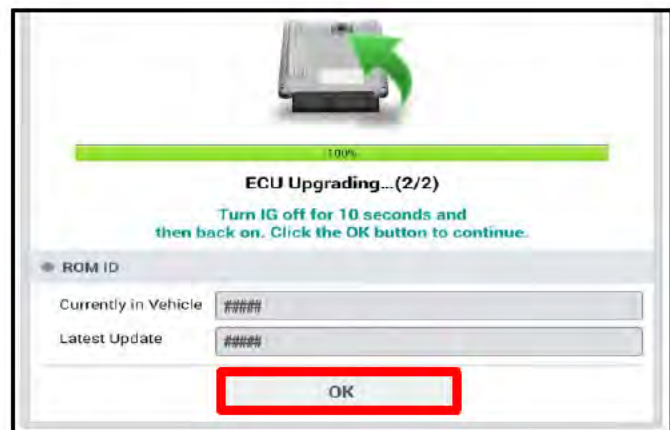 100%
ECU Upgrading...(2/2)
Turn IG off for 10 seconds and
then back on. Click the OK button to continue.
ROM ID
Currently in Vehicle #####
Latest Update #####
OK